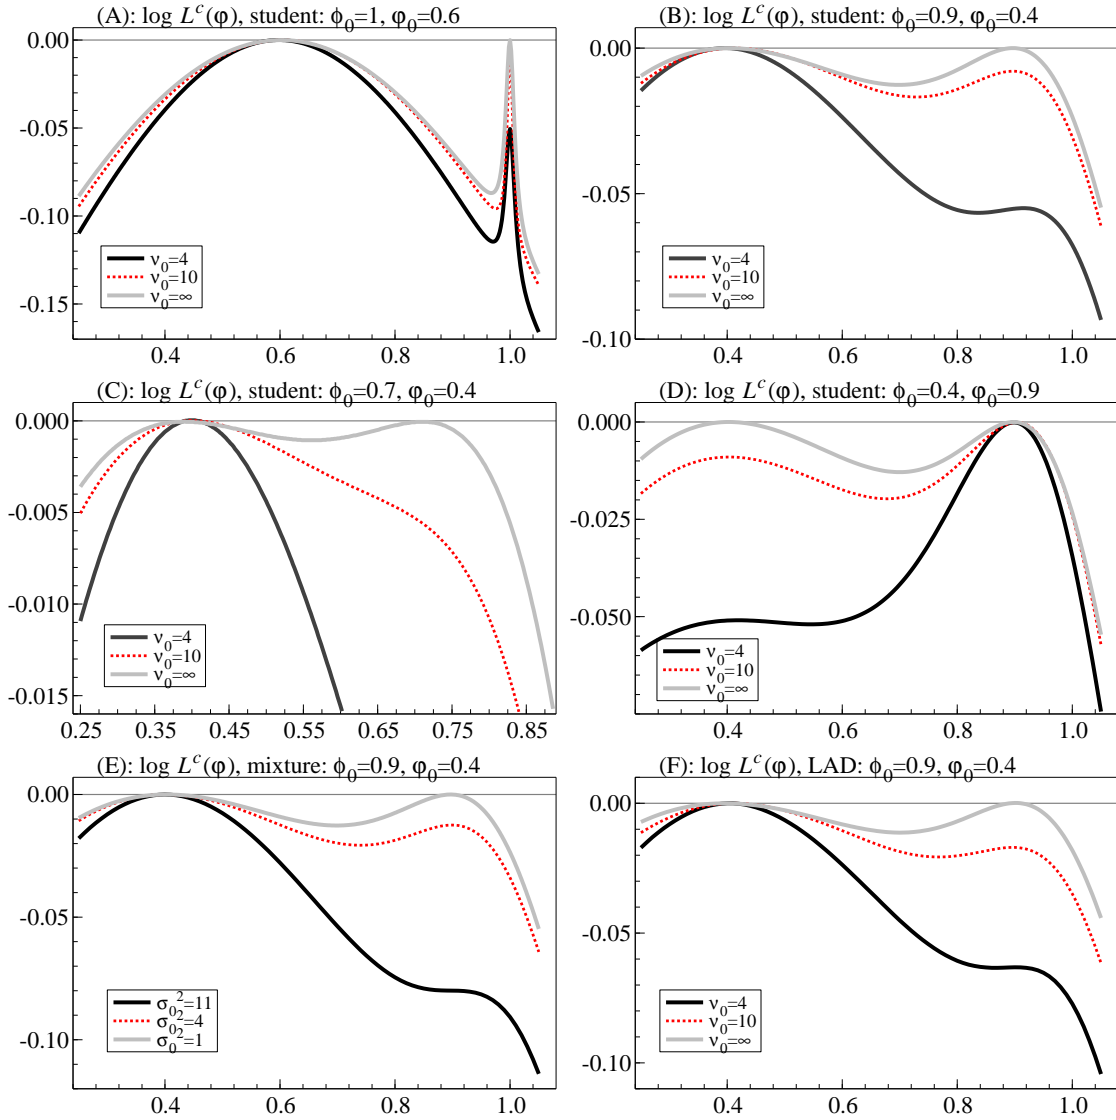 (A): log Lᶜ(φ), student: ϕ₀=1, φ₀=0.6
0.00
-0.05
-0.10
-0.15
ν₀=4
ν₀=10
ν₀=∞
0.4 0.6 0.8 1.0
(B): log Lᶜ(φ), student: ϕ₀=0.9, φ₀=0.4
0.00
-0.05
-0.10
ν₀=4
ν₀=10
ν₀=∞
0.4 0.6 0.8 1.0
(C): log Lᶜ(φ), student: ϕ₀=0.7, φ₀=0.4
0.000
-0.005
-0.010
-0.015
ν₀=4
ν₀=10
ν₀=∞
0.25 0.35 0.45 0.55 0.65 0.75 0.85
(D): log Lᶜ(φ), student: ϕ₀=0.4, φ₀=0.9
0.000
-0.025
-0.050
ν₀=4
ν₀=10
ν₀=∞
0.4 0.6 0.8 1.0
(E): log Lᶜ(φ), mixture: ϕ₀=0.9, φ₀=0.4
0.00
-0.05
-0.10
σ₀²=11
σ₀²=4
σ₀²=1
0.4 0.6 0.8 1.0
(F): log Lᶜ(φ), LAD: ϕ₀=0.9, φ₀=0.4
0.00
-0.05
-0.10
ν₀=4
ν₀=10
ν₀=∞
0.4 0.6 0.8 1.0